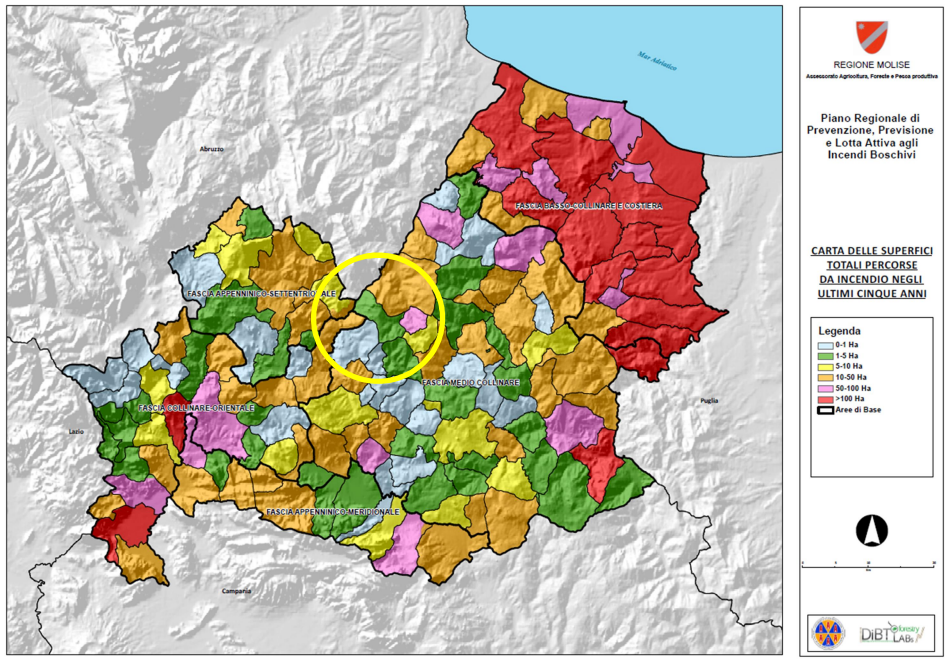 Mar Adriatico
Abruzzo
FASCIA BASSO-COLLINARE E COSTIERA
FASCIA APPENNINICO-SETTENTRIONALE
FASCIA MEDIO COLLINARE
Puglia
FASCIA COLLINARE-ORIENTALE
Lazio
FASCIA APPENNINICO-MERIDIONALE
Campania
REGIONE MOLISE
Assessorato Agricoltura, Foreste e Pesca produttiva
Piano Regionale di
Prevenzione, Previsione
e Lotta Attiva agli
Incendi Boschivi
CARTA DELLE SUPERFICI
TOTALI PERCORSE
DA INCENDIO NEGLI
ULTIMI CINQUE ANNI
Legenda
0-1 Ha
1-5 Ha
5-10 Ha
10-50 Ha
50-100 Ha
>100 Ha
Aree di Base
DiBT forestry
LABs